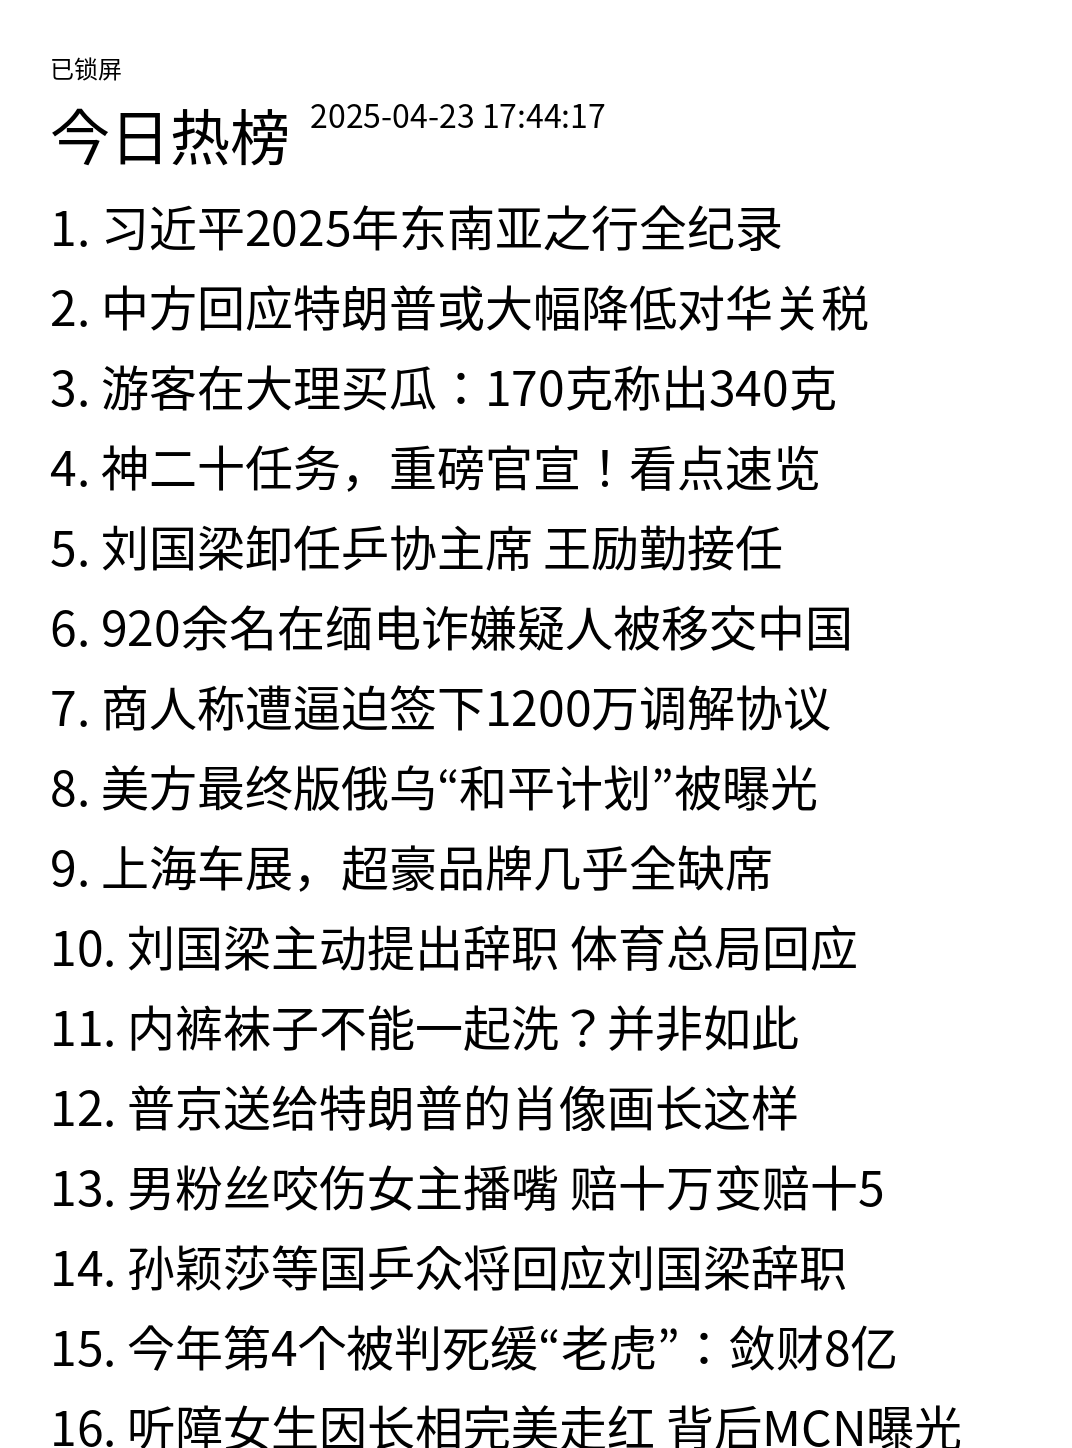 已锁屏
今日热榜 2025-04-23 17:44:17
1. 习近平2025年东南亚之行全纪录
2. 中方回应特朗普或大幅降低对华关税
3. 游客在大理买瓜：170克称出340克
4. 神二十任务，重磅官宣！看点速览
5. 刘国梁卸任乒协主席 王励勤接任
6. 920余名在缅电诈嫌疑人被移交中国
7. 商人称遭逼迫签下1200万调解协议
8. 美方最终版俄乌“和平计划”被曝光
9. 上海车展，超豪品牌几乎全缺席
10. 刘国梁主动提出辞职 体育总局回应
11. 内裤袜子不能一起洗？并非如此
12. 普京送给特朗普的肖像画长这样
13. 男粉丝咬伤女主播嘴 赔十万变赔十5
14. 孙颖莎等国乒众将回应刘国梁辞职
15. 今年第4个被判死缓“老虎”：敛财8亿
16. 听障女生因长相完美走红 背后MCN曝光